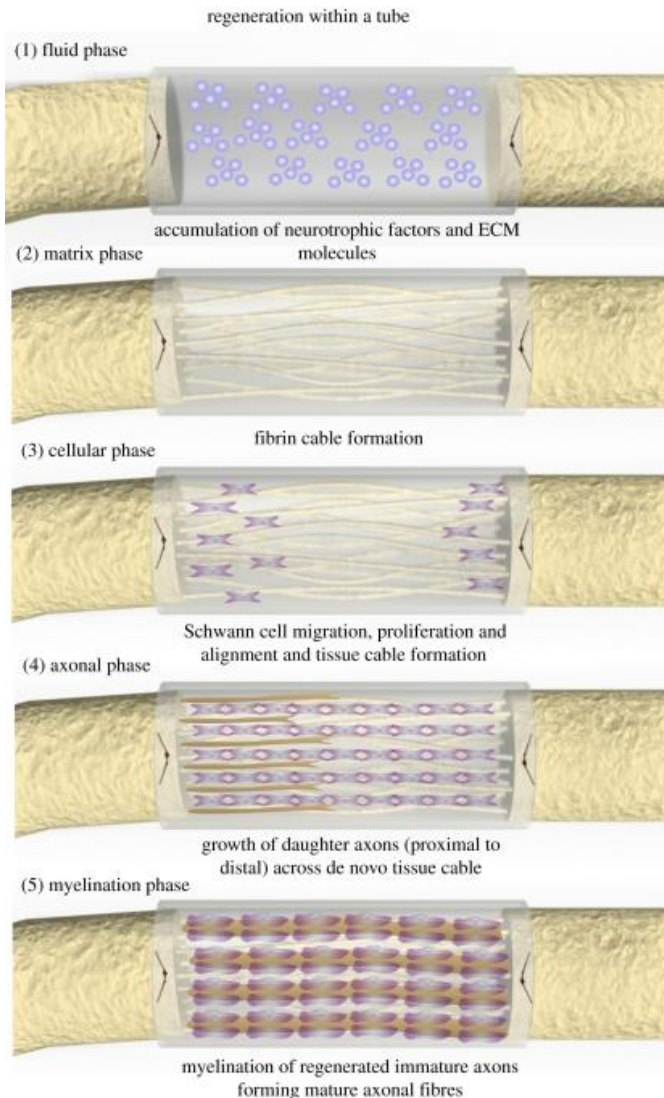 regeneration within a tube
(1) fluid phase
accumulation of neurotrophic factors and ECM
molecules
(2) matrix phase
fibrin cable formation
(3) cellular phase
Schwann cell migration, proliferation and
alignment and tissue cable formation
(4) axonal phase
growth of daughter axons (proximal to
distal) across de novo tissue cable
(5) myelination phase
myelination of regenerated immature axons
forming mature axonal fibres